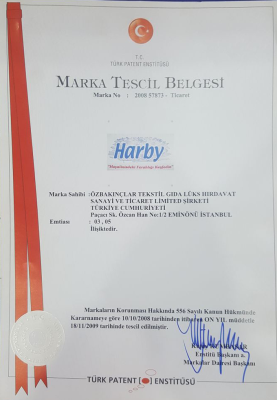 T.C.
TÜRK PATENT ENSTİTÜSÜ
MARKA TESCİL BELGESİ
Marka No : 2008 57873 - Ticaret
Harby
Marka Sahibi :ÖZBAKINÇLAR TEKSTİL GIDA LÜKS HIRDAVAT
SANAYİ VE TİCARET LİMİTED ŞİRKETİ
TÜRKİYE CUMHURİYETİ
Paçacı Sk. Özcan Han No:1/2 EMİNÖNÜ İSTANBUL
Emtiası : 03 , 05
İlişiktedir.
Markaların Korunması Hakkında 556 Sayılı Kanun Hükmünde
Kararnameye göre 10/10/2008 tarihinden itibaren ON YIL müddetle
18/11/2009 tarihinde tescil edilmiştir.
Enstitü Başkanı a.
Markalar Dairesi Başkanı
TÜRK PATENT ENSTİTÜSÜ